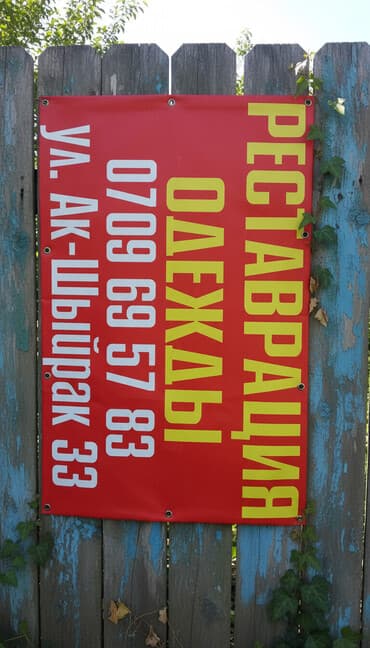 РЕСТАВРАЦИЯ
ОДЕЖДЫ
0709 69 57 83
ул. Ак-Шыйрак 33